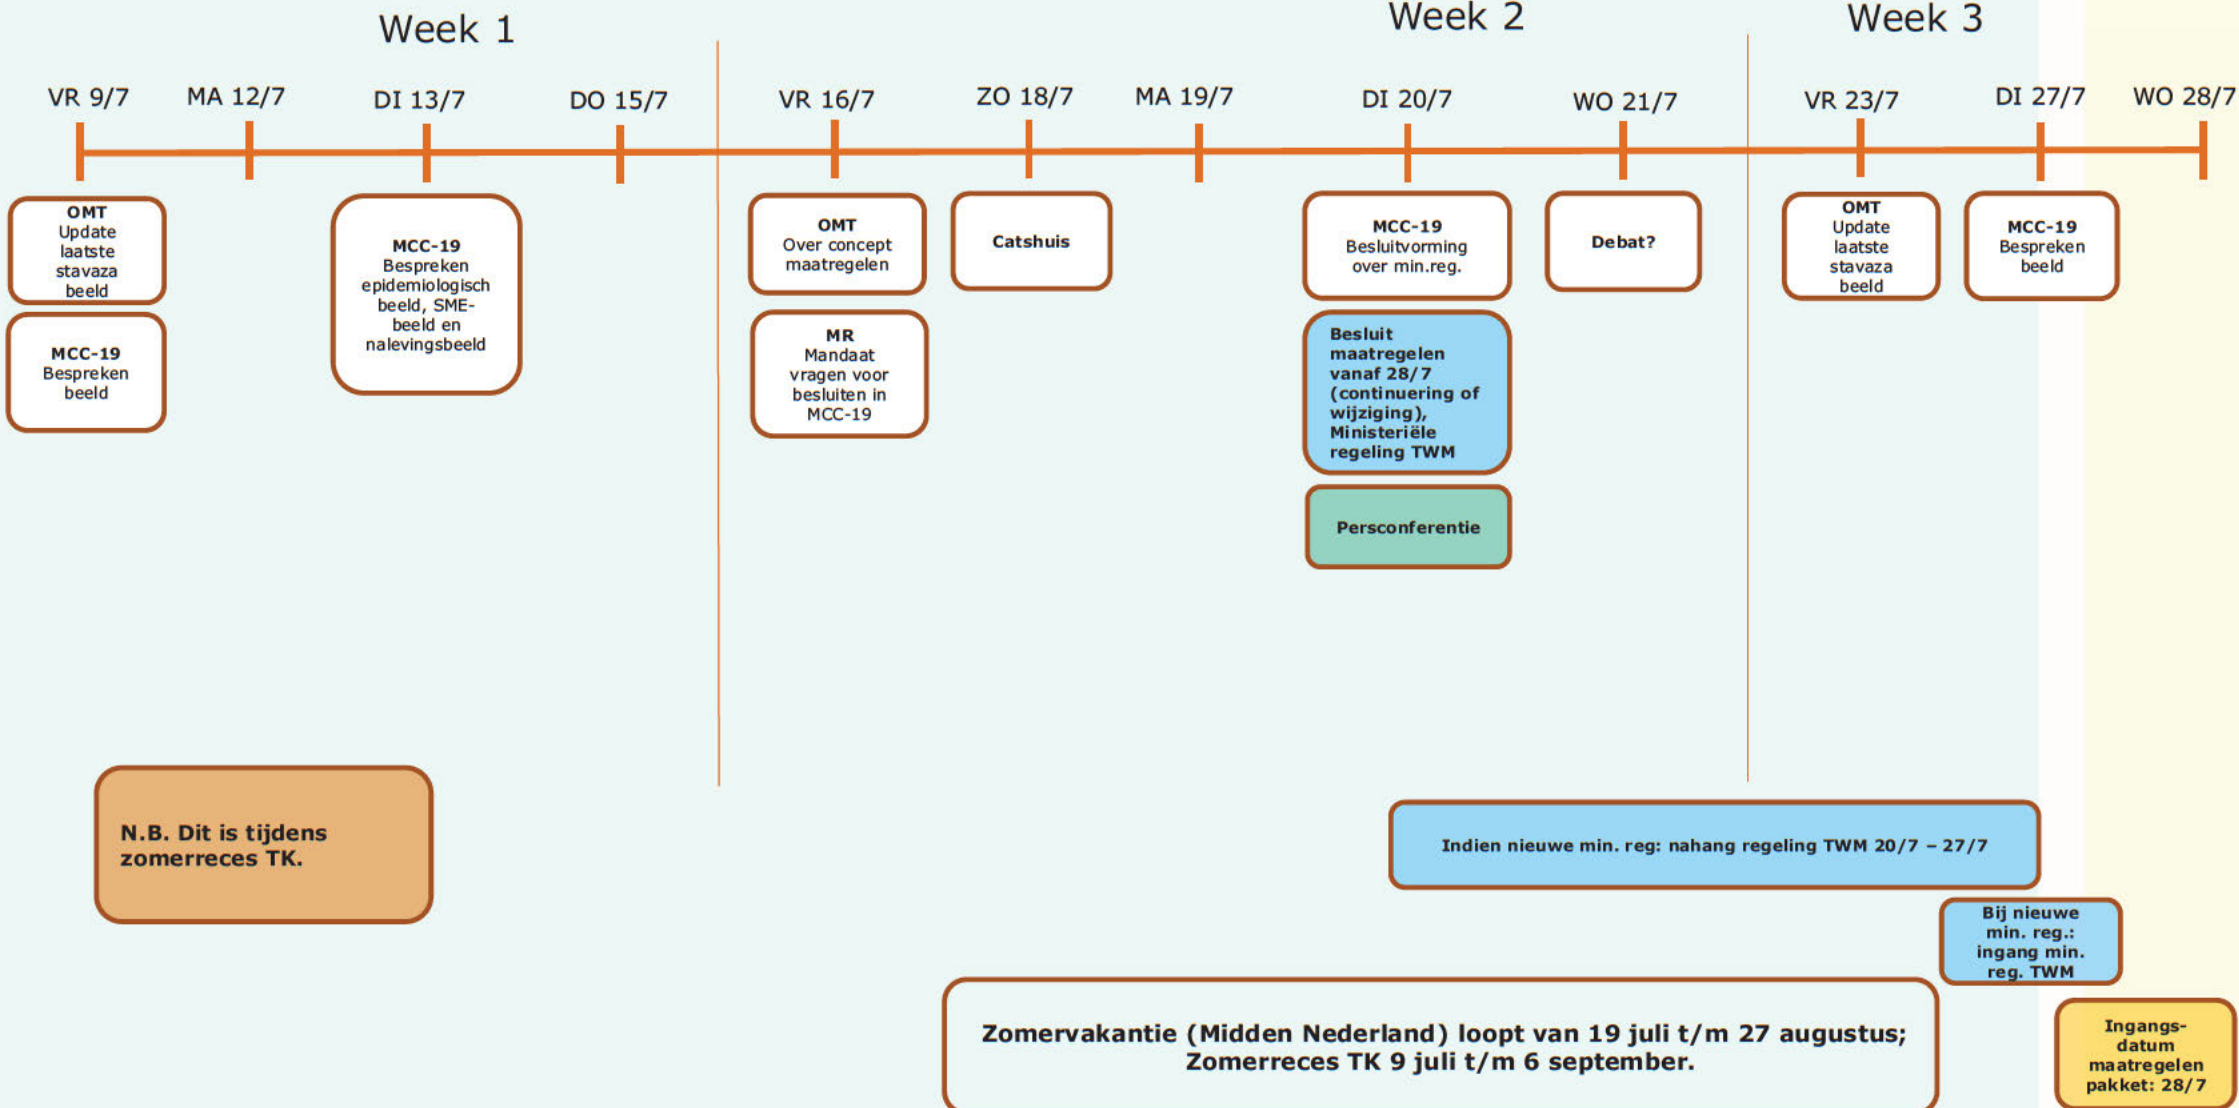 Week 1
Week 2
Week 3
VR 9/7
MA 12/7
DI 13/7
DO 15/7
VR 16/7
ZO 18/7
MA 19/7
DI 20/7
WO 21/7
VR 23/7
DI 27/7
WO 28/7
OMT
Update
laatste
stavaza
beeld
MCC-19
Bespreken
beeld
MCC-19
Bespreken
epidemiologisch
beeld, SME-
beeld en
nalevingsbeeld
OMT
Over concept
maatregelen
MR
Mandaat
vragen voor
besluiten in
MCC-19
Catshuis
MCC-19
Besluitvorming
over min.reg.
Besluit
maatregelen
vanaf 28/7
(continuering of
wijziging),
Ministeriële
regeling TWM
Persconferentie
Debat?
OMT
Update
laatste
stavaza
beeld
MCC-19
Bespreken
beeld
N.B. Dit is tijdens
zomerreces TK.
Indien nieuwe min. reg: nahang regeling TWM 20/7 – 27/7
Bij nieuwe
min. reg.:
ingang min.
reg. TWM
Zomervakantie (Midden Nederland) loopt van 19 juli t/m 27 augustus;
Zomerreces TK 9 juli t/m 6 september.
Ingangs-
datum
maatregelen
pakket: 28/7